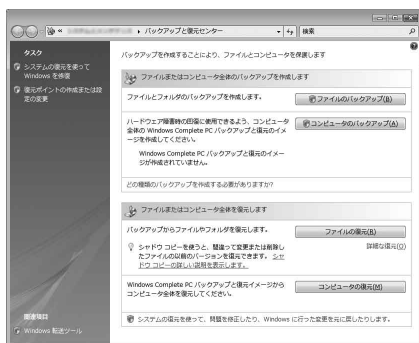 « ▸ バックアップと復元センター
検索
タスク
システムの復元を使って
Windows を修復
復元ポイントの作成または設
定の変更
バックアップを作成することにより、ファイルとコンピュータを保護します
ファイルまたはコンピュータ全体のバックアップを作成します
ファイルとフォルダのバックアップを作成します。
ファイルのバックアップ(B)
ハードウェア障害時の回復に使用できるよう、コンピュータ
全体の Windows Complete PC バックアップと復元のイメ
ージを作成してください。
コンピュータのバックアップ(A)
Windows Complete PC バックアップと復元のイメー
ジが作成されていません。
どの種類のバックアップを作成する必要がありますか?
ファイルまたはコンピュータ全体を復元します
バックアップからファイルやフォルダを復元します。
ファイルの復元(R)
シャドウ コピーを使うと、間違って変更または削除し
たファイルの以前のバージョンを復元できます。 シャ
ドウ コピーの詳しい説明を表示します。
詳細な復元(O)
Windows Complete PC バックアップと復元イメージから
コンピュータ全体を復元してください。
コンピュータの復元(M)
システムの復元を使って、問題を修正したり、Windows に行った変更を元に戻したりします。
関連項目
Windows 転送ツール